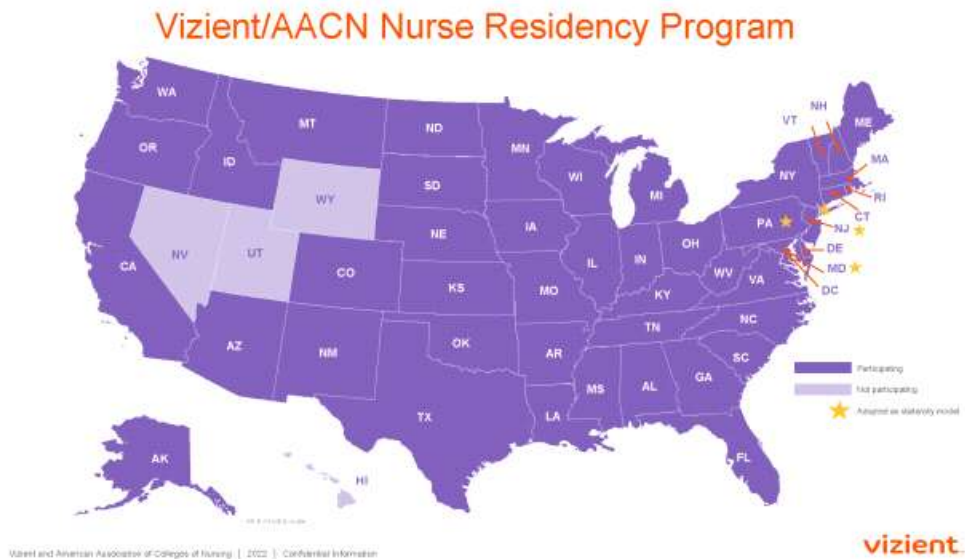 Vizient/AACN Nurse Residency Program
WA
OR
CA
ID
NV
MT
WY
UT
AZ
ND
SD
NE
CO
KS
NM
OK
TX
MN
IA
MO
AR
LA
WI
IL
MI
IN
OH
KY
TN
MS
AL
GA
FL
WV
VA
NC
SC
PA
NY
VT
NH
ME
MA
RI
CT
NJ
DE
MD
DC
AK
HI
Participating
Not participating
Adopted as statewide model
Vizient and American Association of Colleges of Nursing | 2022 | Confidential Information
vizient